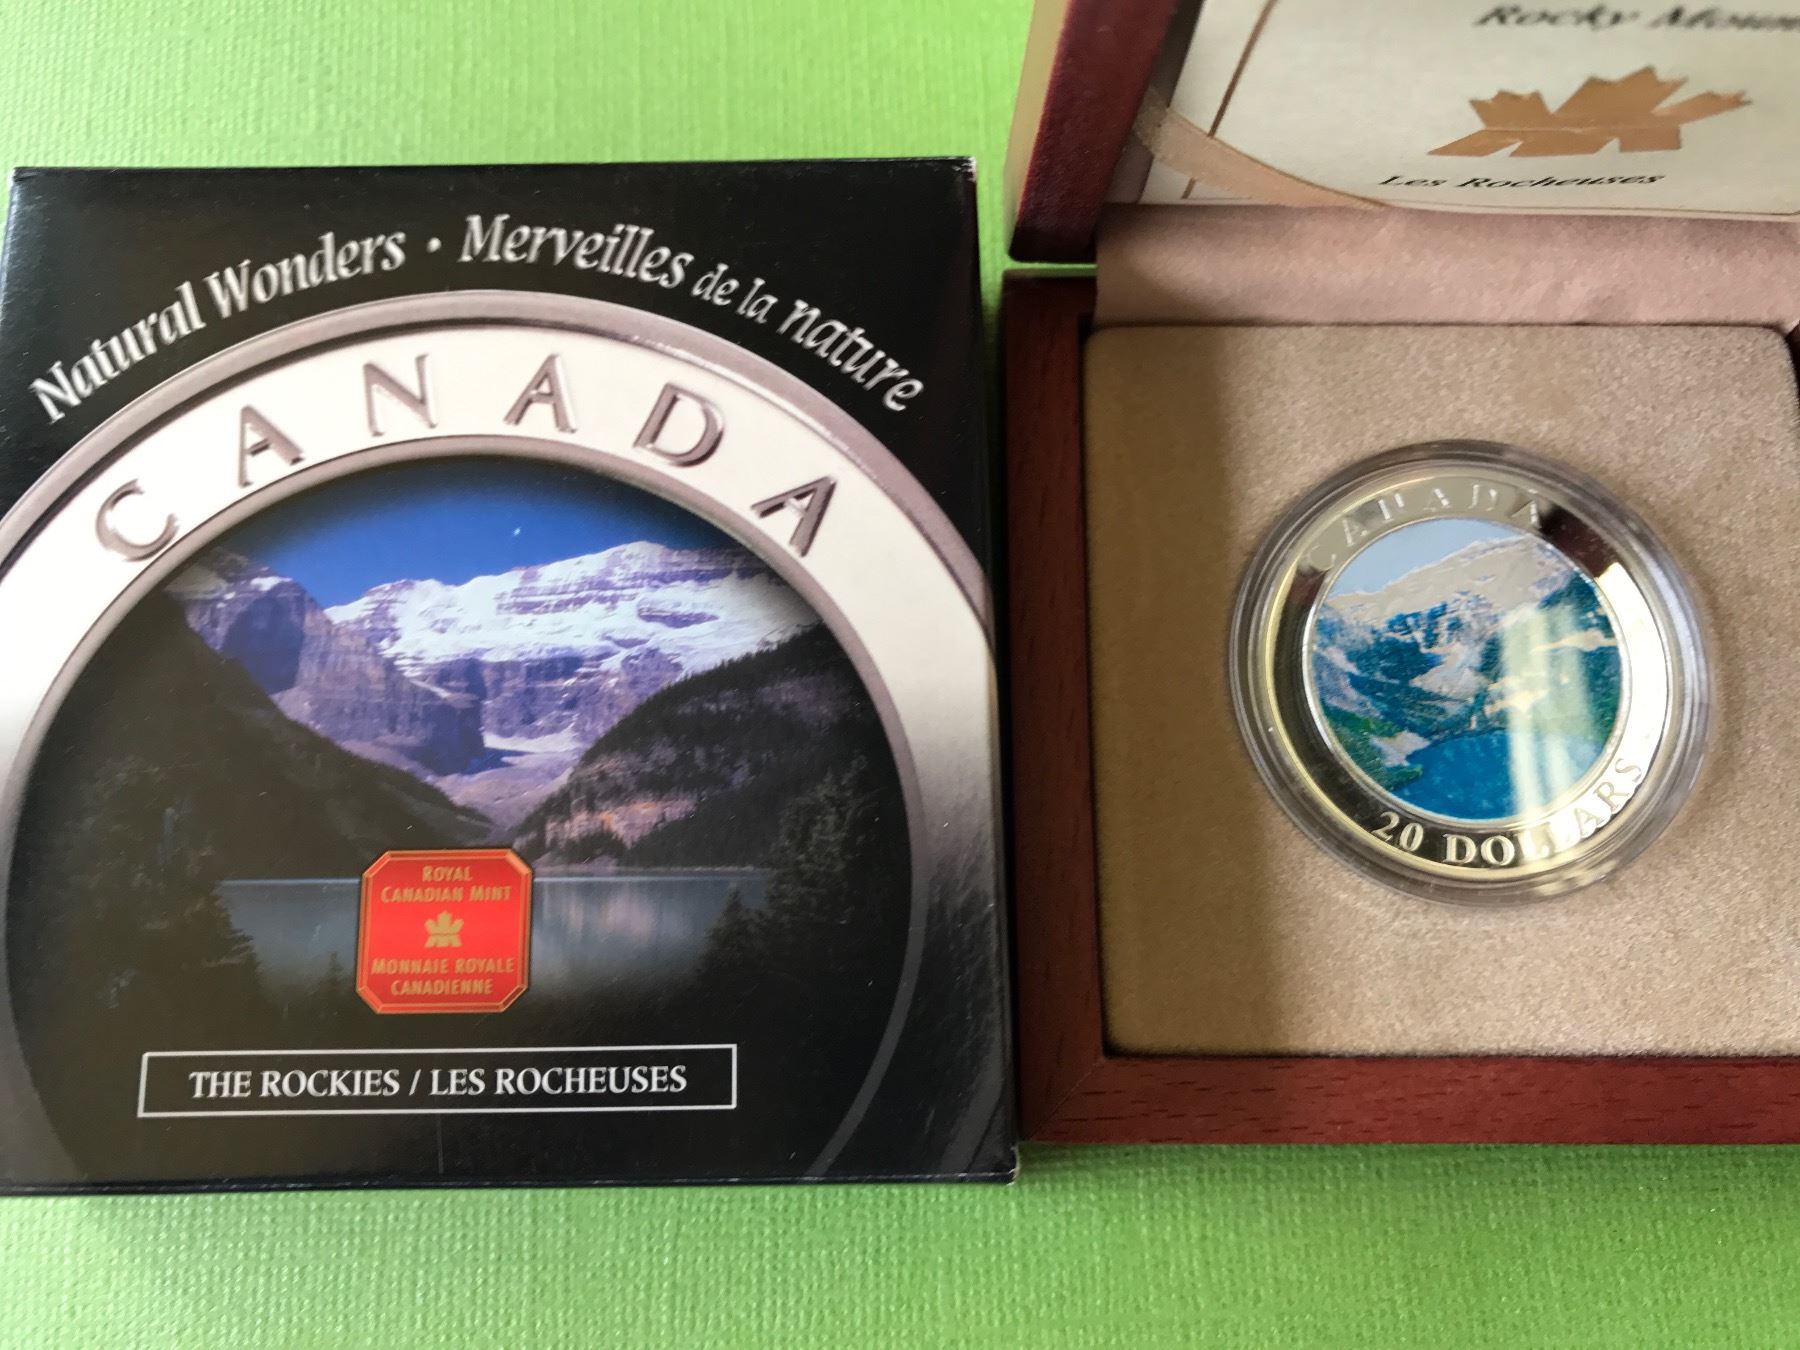 Natural Wonders • Merveilles de la nature
CANADA
ROYAL
CANADIAN MINT
MONNAIE ROYALE
CANADIENNE
THE ROCKIES / LES ROCHEUSES
Rocky
Les Rocheuses
CANADA
20 DOLLARS